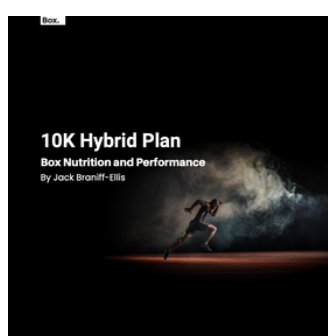 Box.
10K Hybrid Plan
Box Nutrition and Performance
By Jack Braniff-Ellis